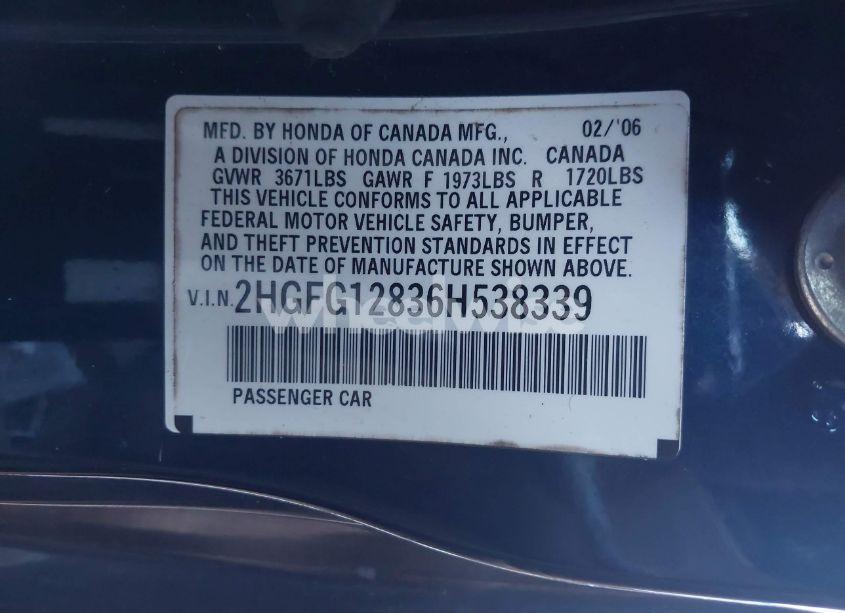 MFD. BY HONDA OF CANADA MFG., 02/'06
A DIVISION OF HONDA CANADA INC. CANADA
GVWR 3671LBS GAWR F 1973LBS R 1720LBS
THIS VEHICLE CONFORMS TO ALL APPLICABLE
FEDERAL MOTOR VEHICLE SAFETY, BUMPER,
AND THEFT PREVENTION STANDARDS IN EFFECT
ON THE DATE OF MANUFACTURE SHOWN ABOVE.
V.I.N. 2HGFG12836H538339
PASSENGER CAR